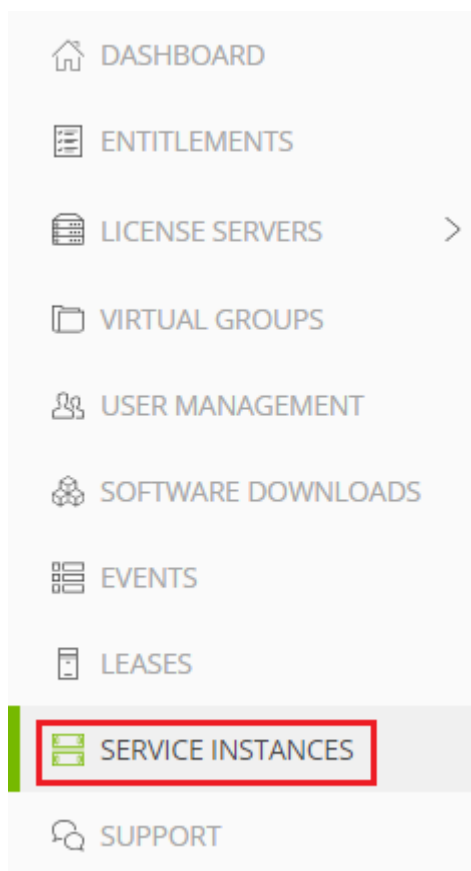 DASHBOARD
ENTITLEMENTS
LICENSE SERVERS
VIRTUAL GROUPS
USER MANAGEMENT
SOFTWARE DOWNLOADS
EVENTS
LEASES
SERVICE INSTANCES
SUPPORT